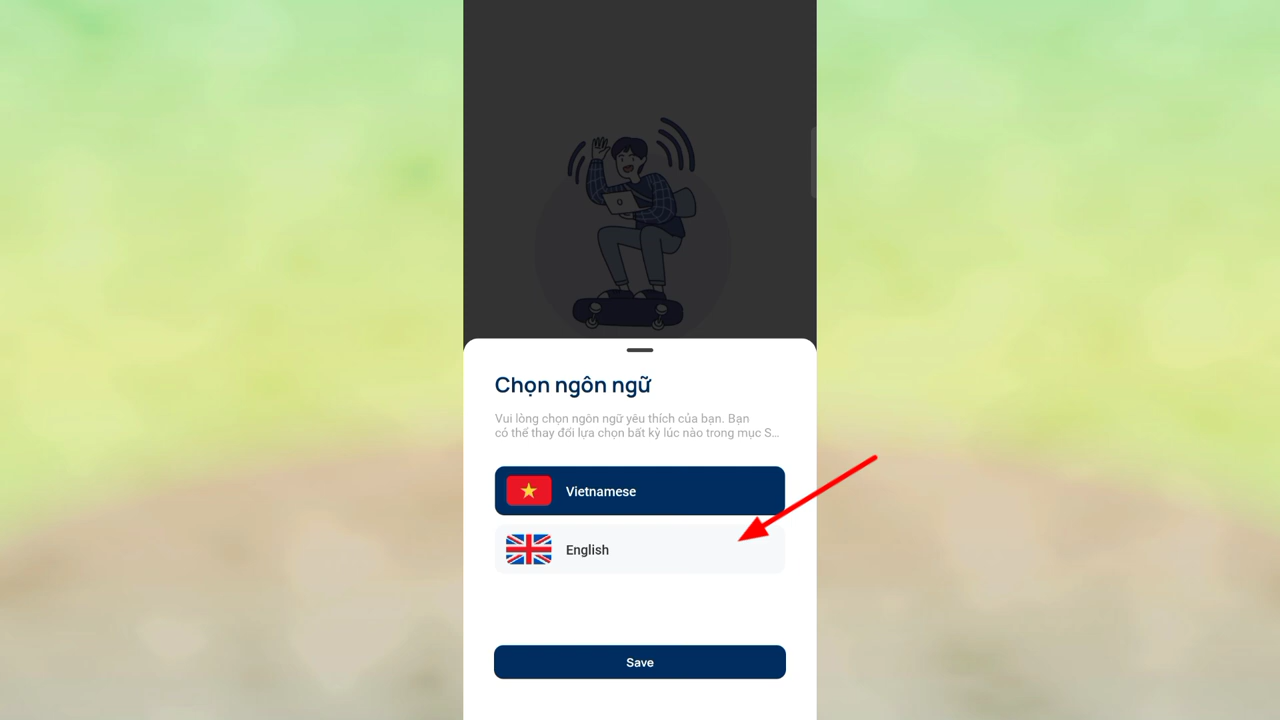 Chọn ngôn ngữ
Vui lòng chọn ngôn ngữ yêu thích của bạn. Bạn
có thể thay đổi lựa chọn bất kỳ lúc nào trong mục S...
Vietnamese
English
Save